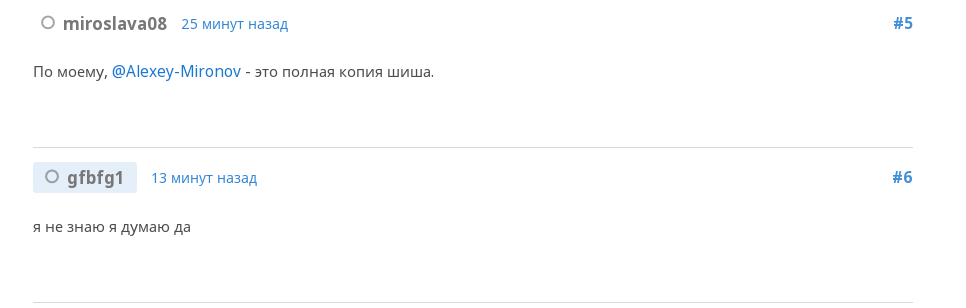 miroslava08 25 минут назад #5
По моему, @Alexey-Mironov - это полная копия шиша.
gfbfg1 13 минут назад #6
я не знаю я думаю да